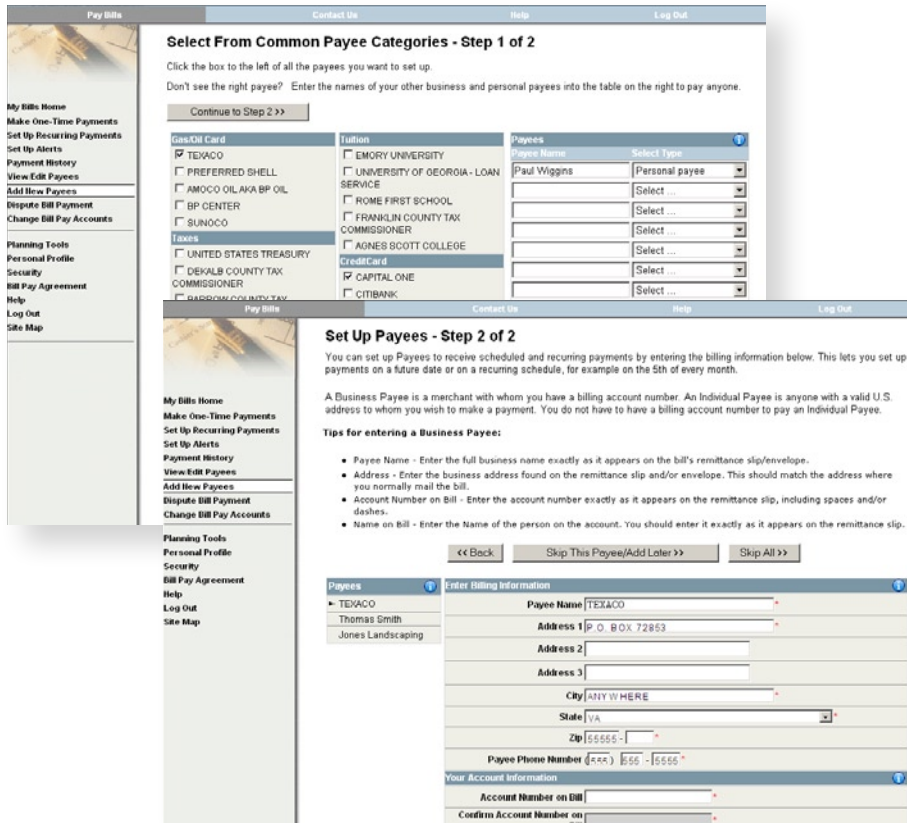 Pay Bills Contact Us Help Log Out
Select From Common Payee Categories - Step 1 of 2
Click the box to the left of all the payees you want to set up.
Don't see the right payee? Enter the names of your other business and personal payees into the table on the right to pay anyone.
Continue to Step 2 >>
My Bills Home
Make One-Time Payments
Set Up Recurring Payments
Set Up Alerts
Payment History
View/Edit Payees
Add New Payees
Dispute Bill Payment
Change Bill Pay Accounts
Planning Tools
Personal Profile
Security
Bill Pay Agreement
Help
Log Out
Site Map
Gas/Oil Card
TEXACO
PREFERRED SHELL
AMOCO OIL AKA BP OIL
BP CENTER
SUNOCO
Taxes
UNITED STATES TREASURY
DEKALB COUNTY TAX
COMMISSIONER
BARROW COUNTY TAX
Tuition
EMORY UNIVERSITY
UNIVERSITY OF GEORGIA - LOAN
SERVICE
ROME FIRST SCHOOL
FRANKLIN COUNTY TAX
COMMISSIONER
AGNES SCOTT COLLEGE
CreditCard
CAPITAL ONE
CITIBANK
Payees
Payee Name Select Type
Paul Wiggins Personal payee
Select ...
Select ...
Select ...
Select ...
Select ...
Select ...
Pay Bills Contact Us Help Log Out
Set Up Payees - Step 2 of 2
You can set up Payees to receive scheduled and recurring payments by entering the billing information below. This lets you set up
payments on a future date or on a recurring schedule, for example on the 5th of every month.
A Business Payee is a merchant with whom you have a billing account number. An Individual Payee is anyone with a valid U.S.
address to whom you wish to make a payment. You do not have to have a billing account number to pay an Individual Payee.
Tips for entering a Business Payee:
• Payee Name - Enter the full business name exactly as it appears on the bill's remittance slip/envelope.
• Address - Enter the business address found on the remittance slip and/or envelope. This should match the address where
you normally mail the bill.
• Account Number on Bill - Enter the account number exactly as it appears on the remittance slip, including spaces and/or
dashes.
• Name on Bill - Enter the Name of the person on the account. You should enter it exactly as it appears on the remittance slip.
<< Back Skip This Payee/Add Later >> Skip All >>
My Bills Home
Make One-Time Payments
Set Up Recurring Payments
Set Up Alerts
Payment History
View/Edit Payees
Add New Payees
Dispute Bill Payment
Change Bill Pay Accounts
Planning Tools
Personal Profile
Security
Bill Pay Agreement
Help
Log Out
Site Map
Payees
TEXACO
Thomas Smith
Jones Landscaping
Enter Billing Information
Payee Name TEXACO *
Address 1 P.O. BOX 72853 *
Address 2
Address 3
City ANYWHERE *
State VA *
Zip 55555 - *
Payee Phone Number (555) 555 - 5555 *
Your Account Information
Account Number on Bill *
Confirm Account Number on *